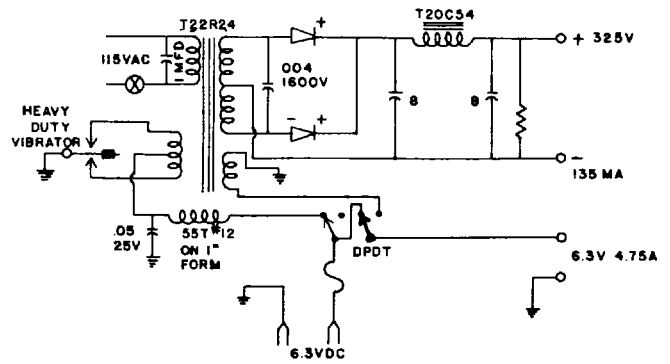 T22R24
T20C54
+
+ 325V
115VAC
1 MFD
.004
1600V
8
8
HEAVY
DUTY
VIBRATOR
- +
-
135 MA
.05
25V
55T #12
ON 1"
FORM
DPDT
6.3V 4.75A
6.3VDC